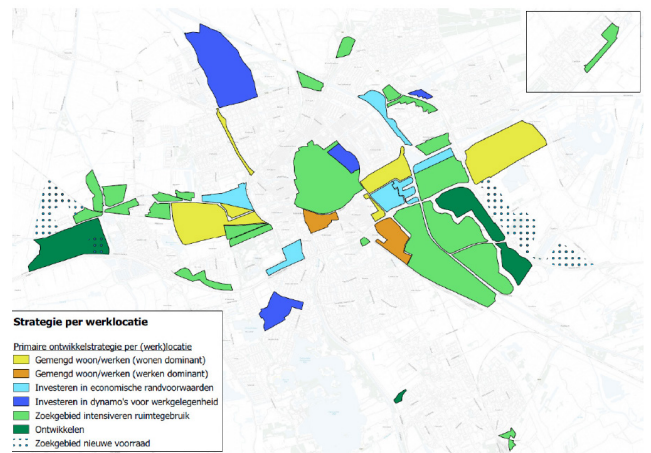 Strategie per werklocatie
Primaire ontwikkelstrategie per (werk)locatie
Gemengd woon/werken (wonen dominant)
Gemengd woon/werken (werken dominant)
Investeren in economische randvoorwaarden
Investeren in dynamo's voor werkgelegenheid
Zoekgebied intensiveren ruimtegebruik
Ontwikkelen
Zoekgebied nieuwe voorraad